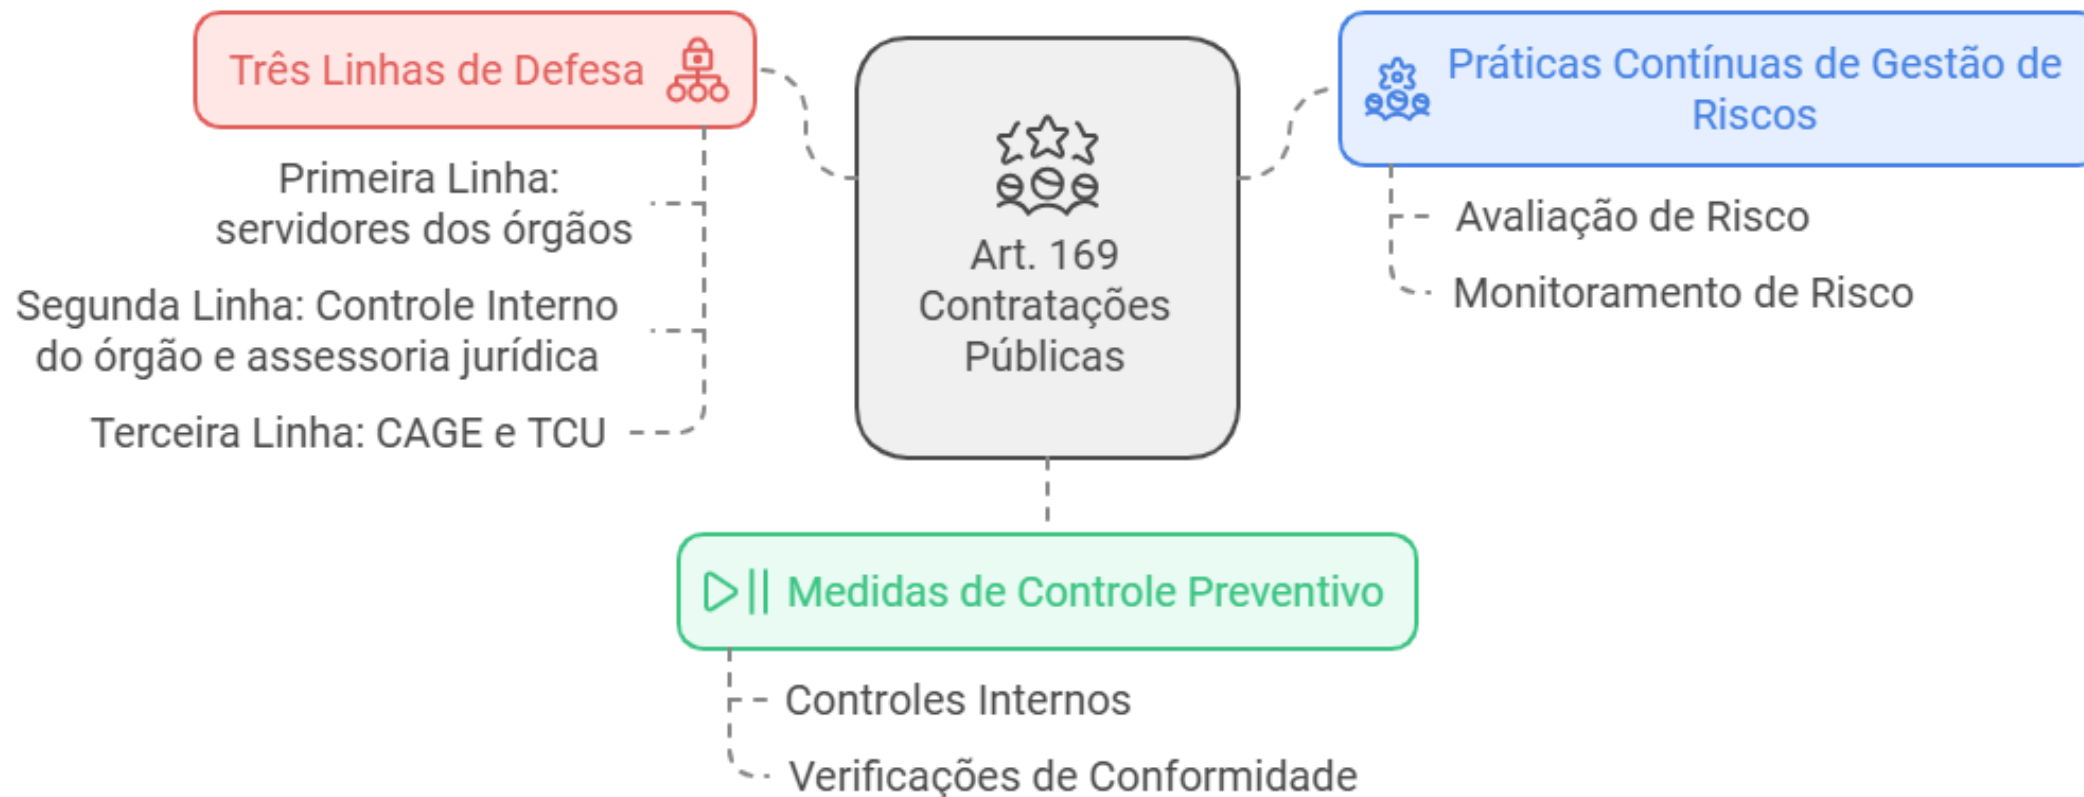 Três Linhas de Defesa
Primeira Linha:
servidores dos órgãos
Segunda Linha: Controle Interno
do órgão e assessoria jurídica
Terceira Linha: CAGE e TCU
Art. 169
Contratações
Públicas
Práticas Contínuas de Gestão de
Riscos
Avaliação de Risco
Monitoramento de Risco
Medidas de Controle Preventivo
Controles Internos
Verificações de Conformidade